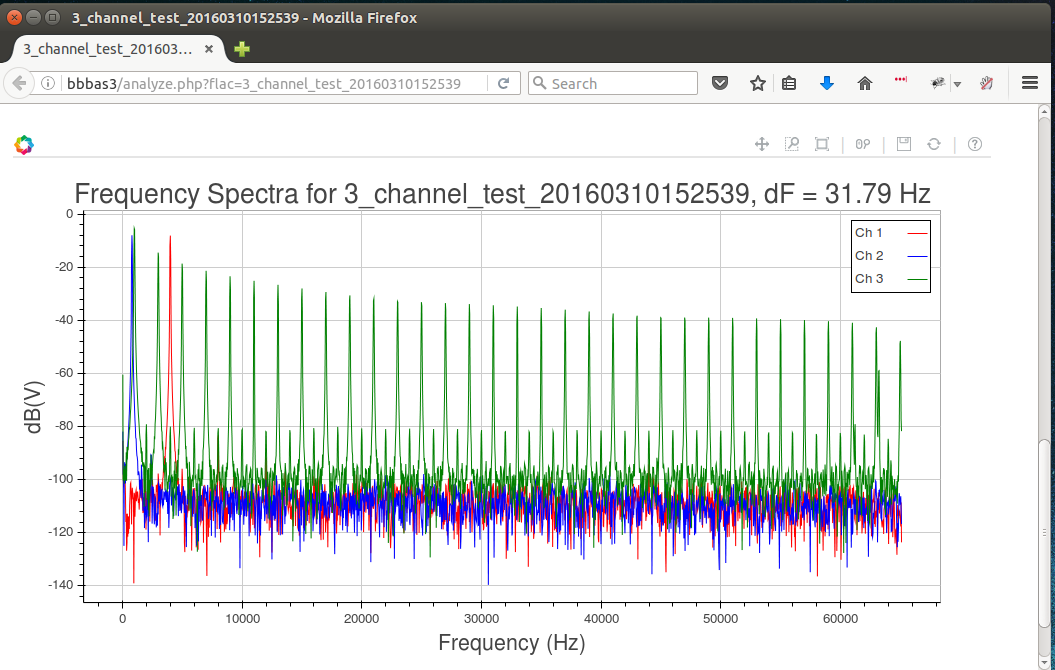 3_channel_test_20160310152539 - Mozilla Firefox
3_channel_test_201603...
bbbas3/analyze.php?flac=3_channel_test_20160310152539
Search
Frequency Spectra for 3_channel_test_20160310152539, dF = 31.79 Hz
Ch 1
Ch 2
Ch 3
dB(V)
0
-20
-40
-60
-80
-100
-120
-140
0
10000
20000
30000
40000
50000
60000
Frequency (Hz)